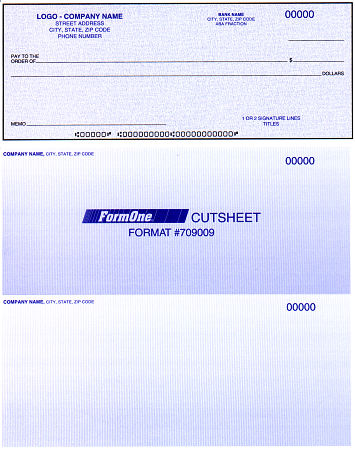 LOGO - COMPANY NAME
STREET ADDRESS
CITY, STATE, ZIP CODE
PHONE NUMBER
BANK NAME
CITY, STATE, ZIP CODE
ABA FRACTION
00000
PAY TO THE
ORDER OF
$
DOLLARS
MEMO
1 OR 2 SIGNATURE LINES
TITLES
⑈00000⑈ ⑆000000000⑆00000000000⑈
COMPANY NAME, CITY, STATE, ZIP CODE
00000
FormOne CUTSHEET
FORMAT #709009
COMPANY NAME, CITY, STATE, ZIP CODE
00000